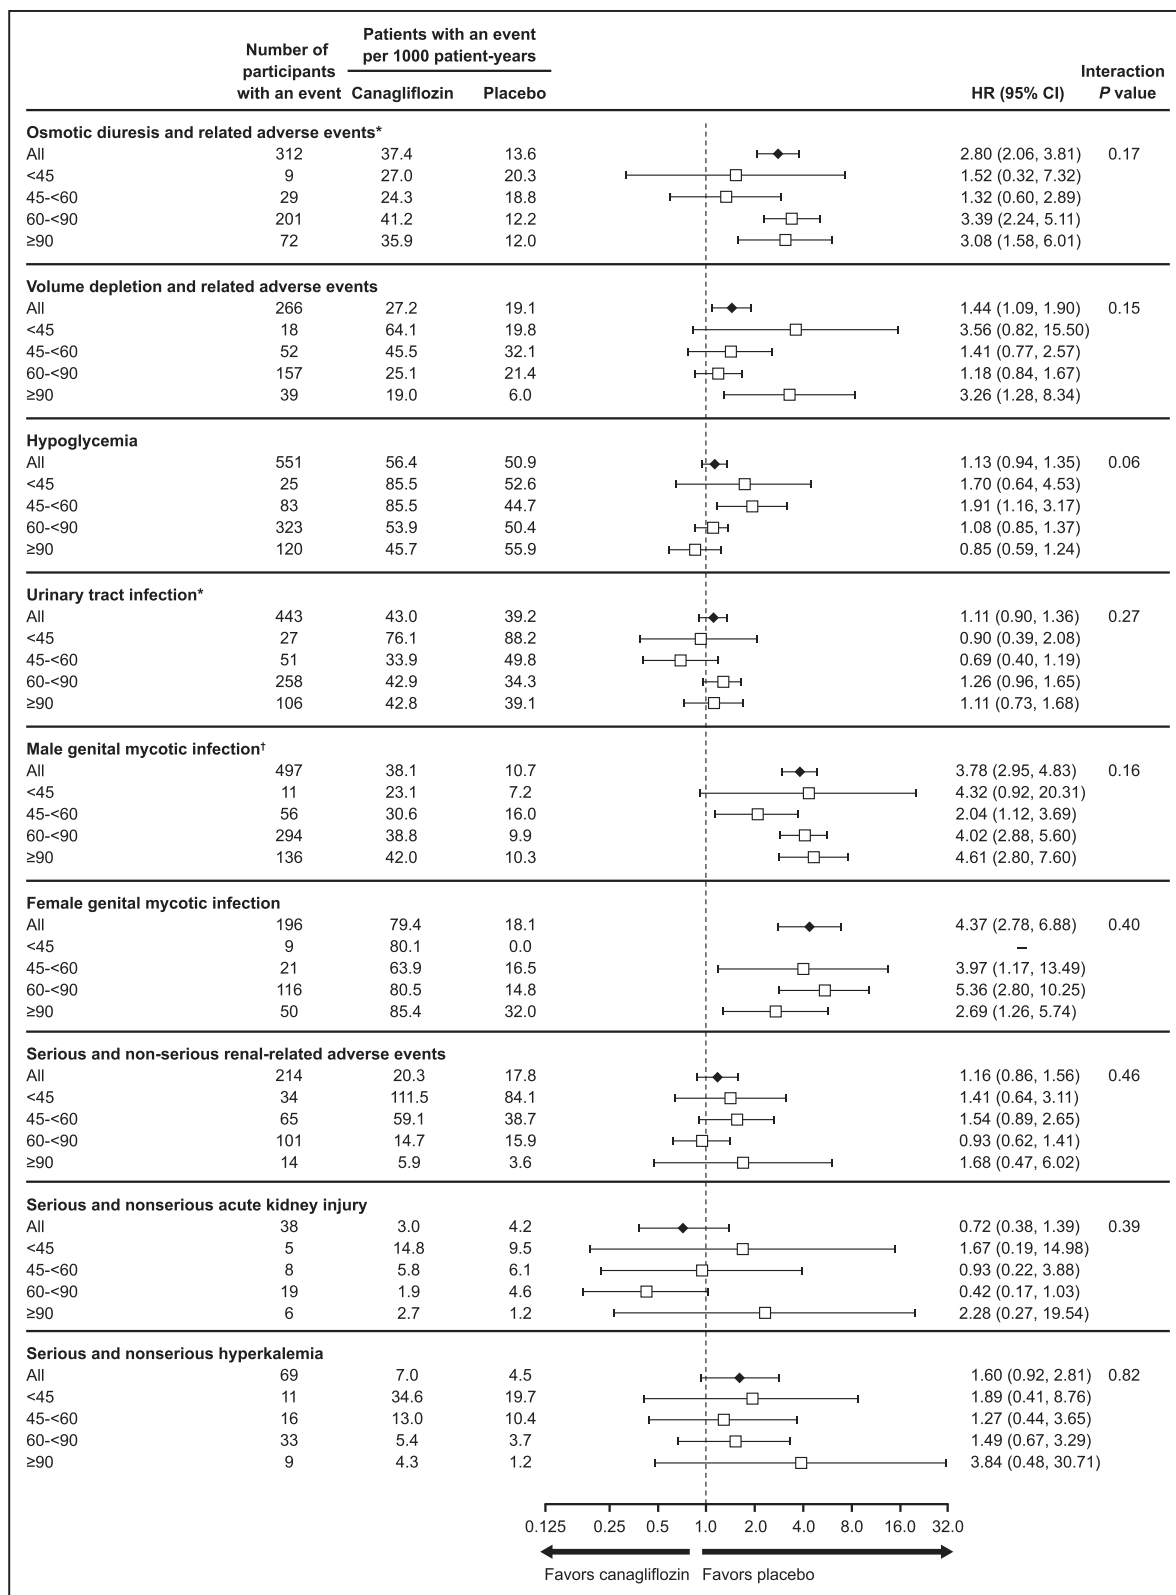 Patients with an event
per 1000 patient-years
Number of
participants
with an event Canagliflozin Placebo HR (95% CI) Interaction
P value
Osmotic diuresis and related adverse events*
All 312 37.4 13.6 2.80 (2.06, 3.81) 0.17
<45 9 27.0 20.3 1.52 (0.32, 7.32)
45-<60 29 24.3 18.8 1.32 (0.60, 2.89)
60-<90 201 41.2 12.2 3.39 (2.24, 5.11)
≥90 72 35.9 12.0 3.08 (1.58, 6.01)
Volume depletion and related adverse events
All 266 27.2 19.1 1.44 (1.09, 1.90) 0.15
<45 18 64.1 19.8 3.56 (0.82, 15.50)
45-<60 52 45.5 32.1 1.41 (0.77, 2.57)
60-<90 157 25.1 21.4 1.18 (0.84, 1.67)
≥90 39 19.0 6.0 3.26 (1.28, 8.34)
Hypoglycemia
All 551 56.4 50.9 1.13 (0.94, 1.35) 0.06
<45 25 85.5 52.6 1.70 (0.64, 4.53)
45-<60 83 85.5 44.7 1.91 (1.16, 3.17)
60-<90 323 53.9 50.4 1.08 (0.85, 1.37)
≥90 120 45.7 55.9 0.85 (0.59, 1.24)
Urinary tract infection*
All 443 43.0 39.2 1.11 (0.90, 1.36) 0.27
<45 27 76.1 88.2 0.90 (0.39, 2.08)
45-<60 51 33.9 49.8 0.69 (0.40, 1.19)
60-<90 258 42.9 34.3 1.26 (0.96, 1.65)
≥90 106 42.8 39.1 1.11 (0.73, 1.68)
Male genital mycotic infection†
All 497 38.1 10.7 3.78 (2.95, 4.83) 0.16
<45 11 23.1 7.2 4.32 (0.92, 20.31)
45-<60 56 30.6 16.0 2.04 (1.12, 3.69)
60-<90 294 38.8 9.9 4.02 (2.88, 5.60)
≥90 136 42.0 10.3 4.61 (2.80, 7.60)
Female genital mycotic infection
All 196 79.4 18.1 4.37 (2.78, 6.88) 0.40
<45 9 80.1 0.0 –
45-<60 21 63.9 16.5 3.97 (1.17, 13.49)
60-<90 116 80.5 14.8 5.36 (2.80, 10.25)
≥90 50 85.4 32.0 2.69 (1.26, 5.74)
Serious and non-serious renal-related adverse events
All 214 20.3 17.8 1.16 (0.86, 1.56) 0.46
<45 34 111.5 84.1 1.41 (0.64, 3.11)
45-<60 65 59.1 38.7 1.54 (0.89, 2.65)
60-<90 101 14.7 15.9 0.93 (0.62, 1.41)
≥90 14 5.9 3.6 1.68 (0.47, 6.02)
Serious and nonserious acute kidney injury
All 38 3.0 4.2 0.72 (0.38, 1.39) 0.39
<45 5 14.8 9.5 1.67 (0.19, 14.98)
45-<60 8 5.8 6.1 0.93 (0.22, 3.88)
60-<90 19 1.9 4.6 0.42 (0.17, 1.03)
≥90 6 2.7 1.2 2.28 (0.27, 19.54)
Serious and nonserious hyperkalemia
All 69 7.0 4.5 1.60 (0.92, 2.81) 0.82
<45 11 34.6 19.7 1.89 (0.41, 8.76)
45-<60 16 13.0 10.4 1.27 (0.44, 3.65)
60-<90 33 5.4 3.7 1.49 (0.67, 3.29)
≥90 9 4.3 1.2 3.84 (0.48, 30.71)
0.125 0.25 0.5 1.0 2.0 4.0 8.0 16.0 32.0
Favors canagliflozin Favors placebo